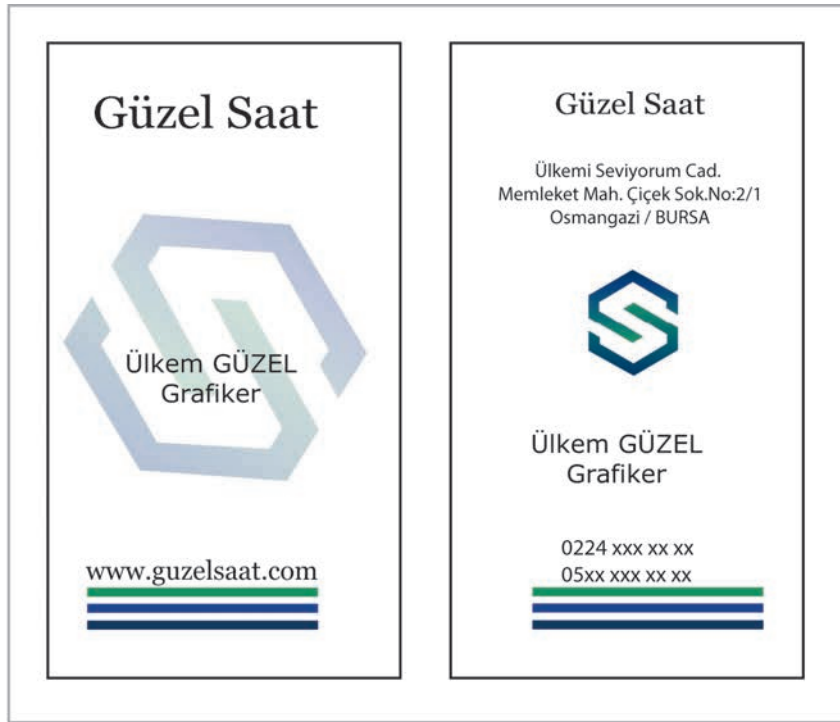 Güzel Saat
Ülkem GÜZEL
Grafiker
www.guzelsaat.com
Güzel Saat
Ülkemi Seviyorum Cad.
Memleket Mah. Çiçek Sok.No:2/1
Osmangazi / BURSA
Ülkem GÜZEL
Grafiker
0224 xxx xx xx
05xx xxx xx xx